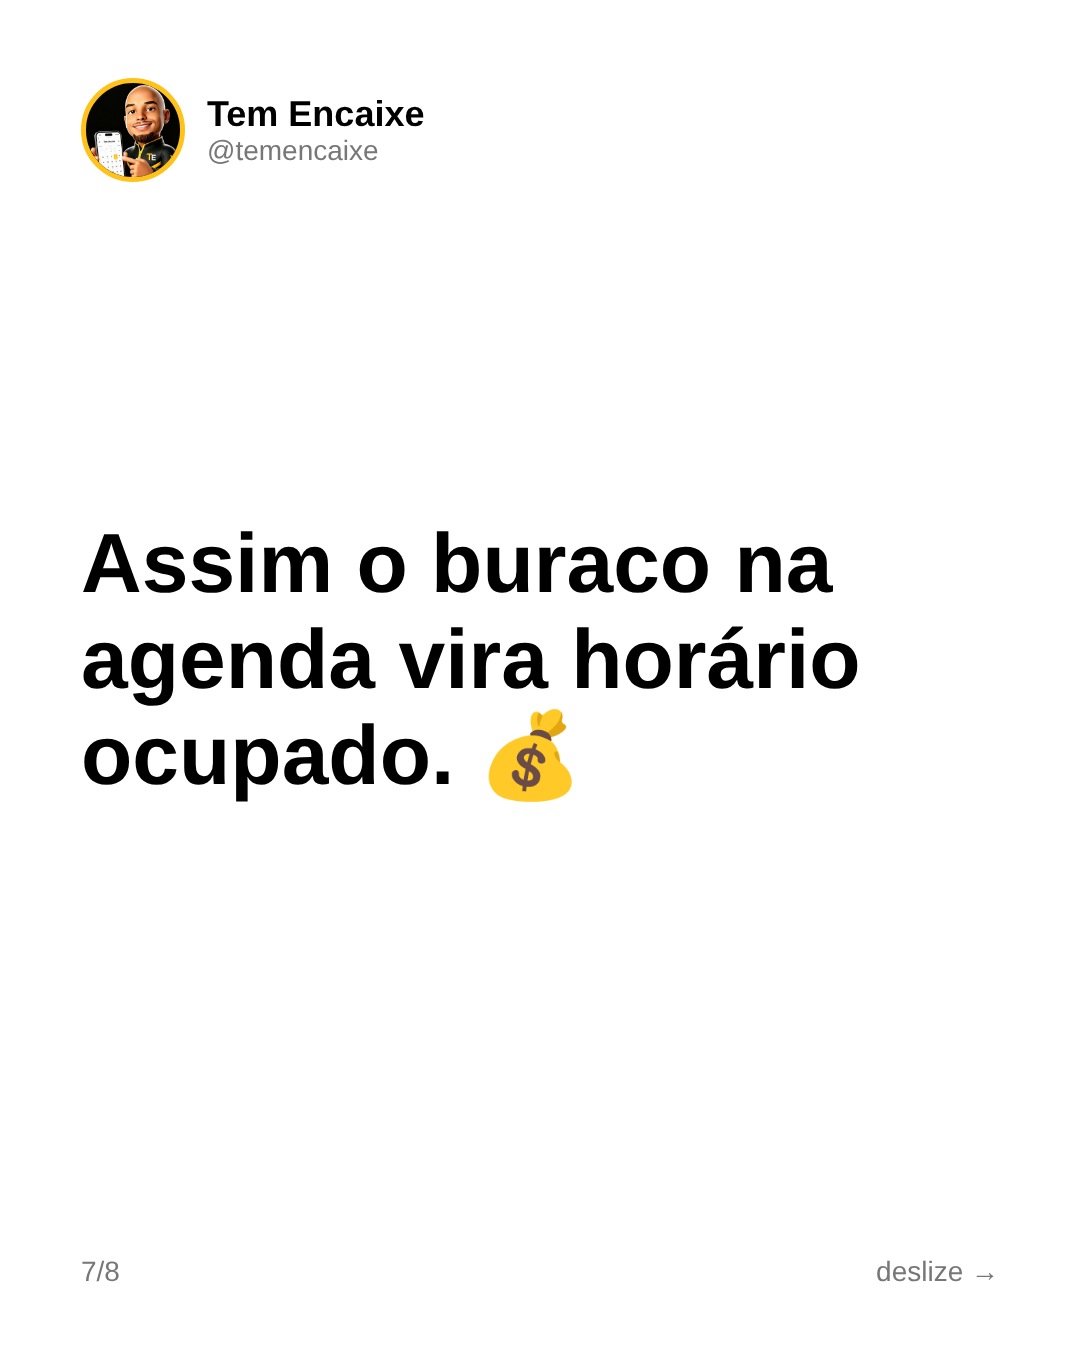 Tem Encaixe
@temencaixe
Assim o buraco na
agenda vira horário
ocupado. 💰
7/8
deslize →